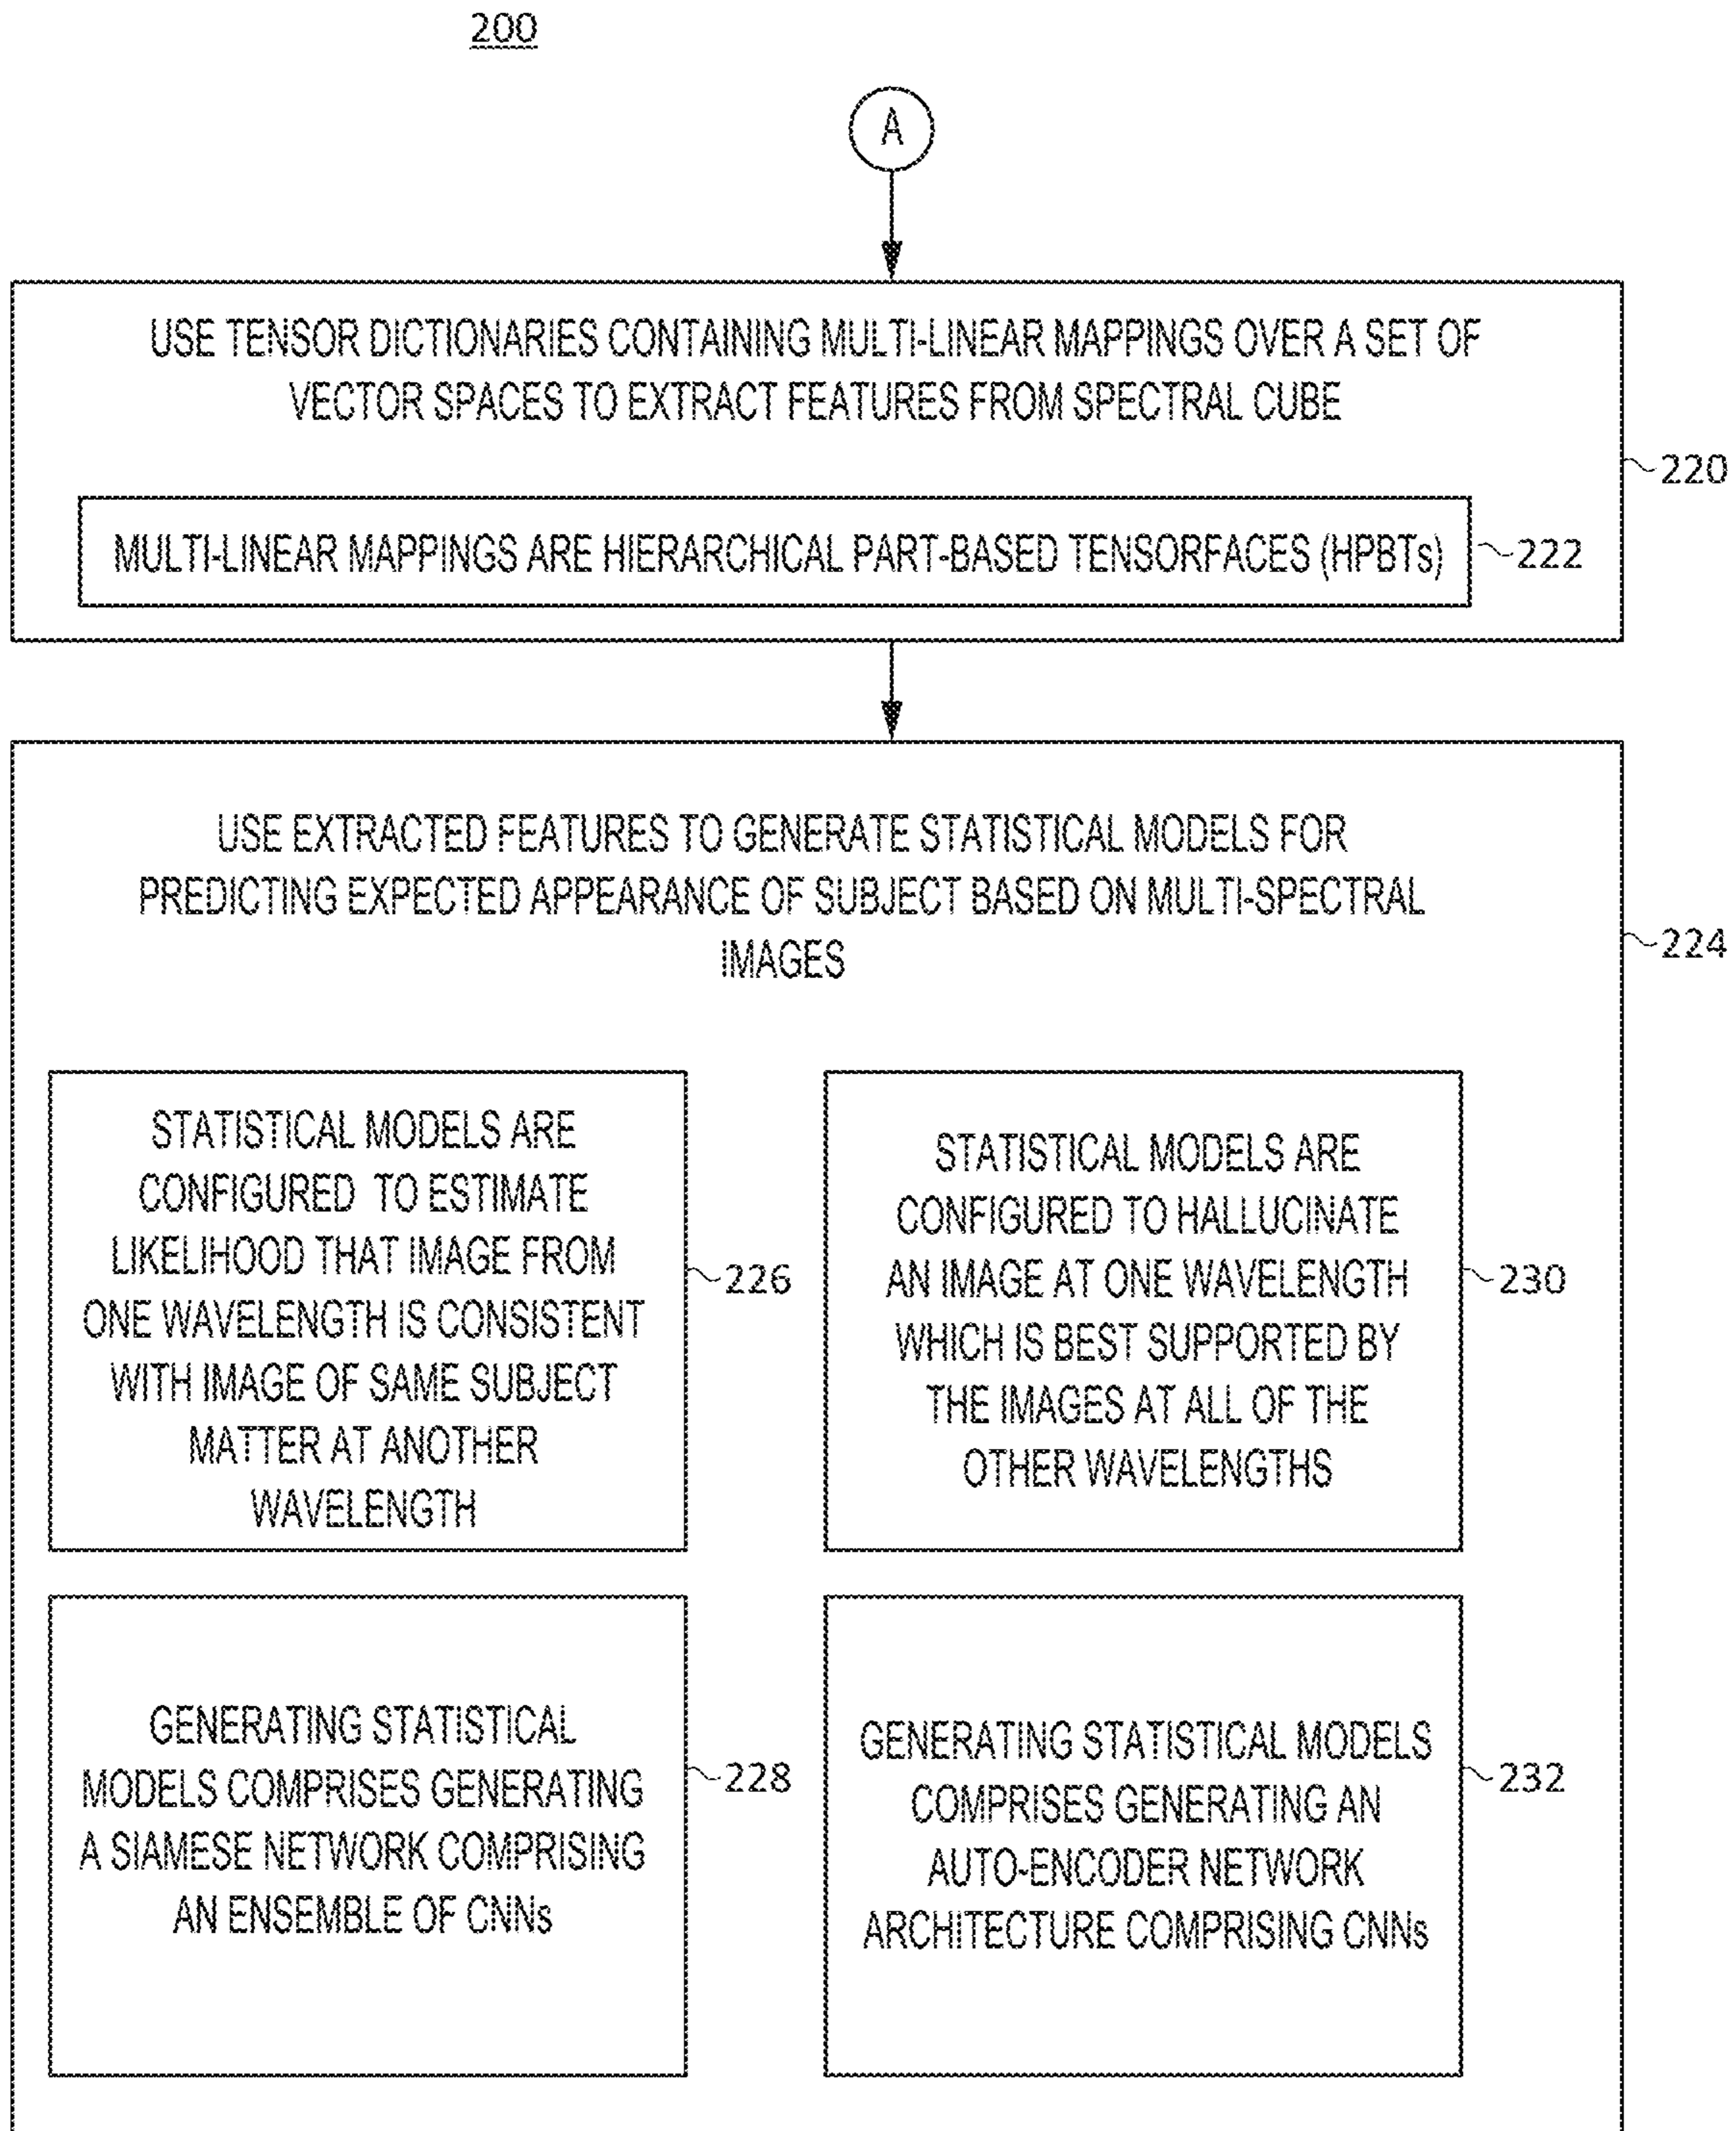 200
A
USE TENSOR DICTIONARIES CONTAINING MULTI-LINEAR MAPPINGS OVER A SET OF
VECTOR SPACES TO EXTRACT FEATURES FROM SPECTRAL CUBE
220
MULTI-LINEAR MAPPINGS ARE HIERARCHICAL PART-BASED TENSORFACES (HPBTs)
222
USE EXTRACTED FEATURES TO GENERATE STATISTICAL MODELS FOR
PREDICTING EXPECTED APPEARANCE OF SUBJECT BASED ON MULTI-SPECTRAL
IMAGES
224
STATISTICAL MODELS ARE
CONFIGURED TO ESTIMATE
LIKELIHOOD THAT IMAGE FROM
ONE WAVELENGTH IS CONSISTENT
WITH IMAGE OF SAME SUBJECT
MATTER AT ANOTHER
WAVELENGTH
226
STATISTICAL MODELS ARE
CONFIGURED TO HALLUCINATE
AN IMAGE AT ONE WAVELENGTH
WHICH IS BEST SUPPORTED BY
THE IMAGES AT ALL OF THE
OTHER WAVELENGTHS
230
GENERATING STATISTICAL
MODELS COMPRISES GENERATING
A SIAMESE NETWORK COMPRISING
AN ENSEMBLE OF CNNs
228
GENERATING STATISTICAL MODELS
COMPRISES GENERATING AN
AUTO-ENCODER NETWORK
ARCHITECTURE COMPRISING CNNs
232